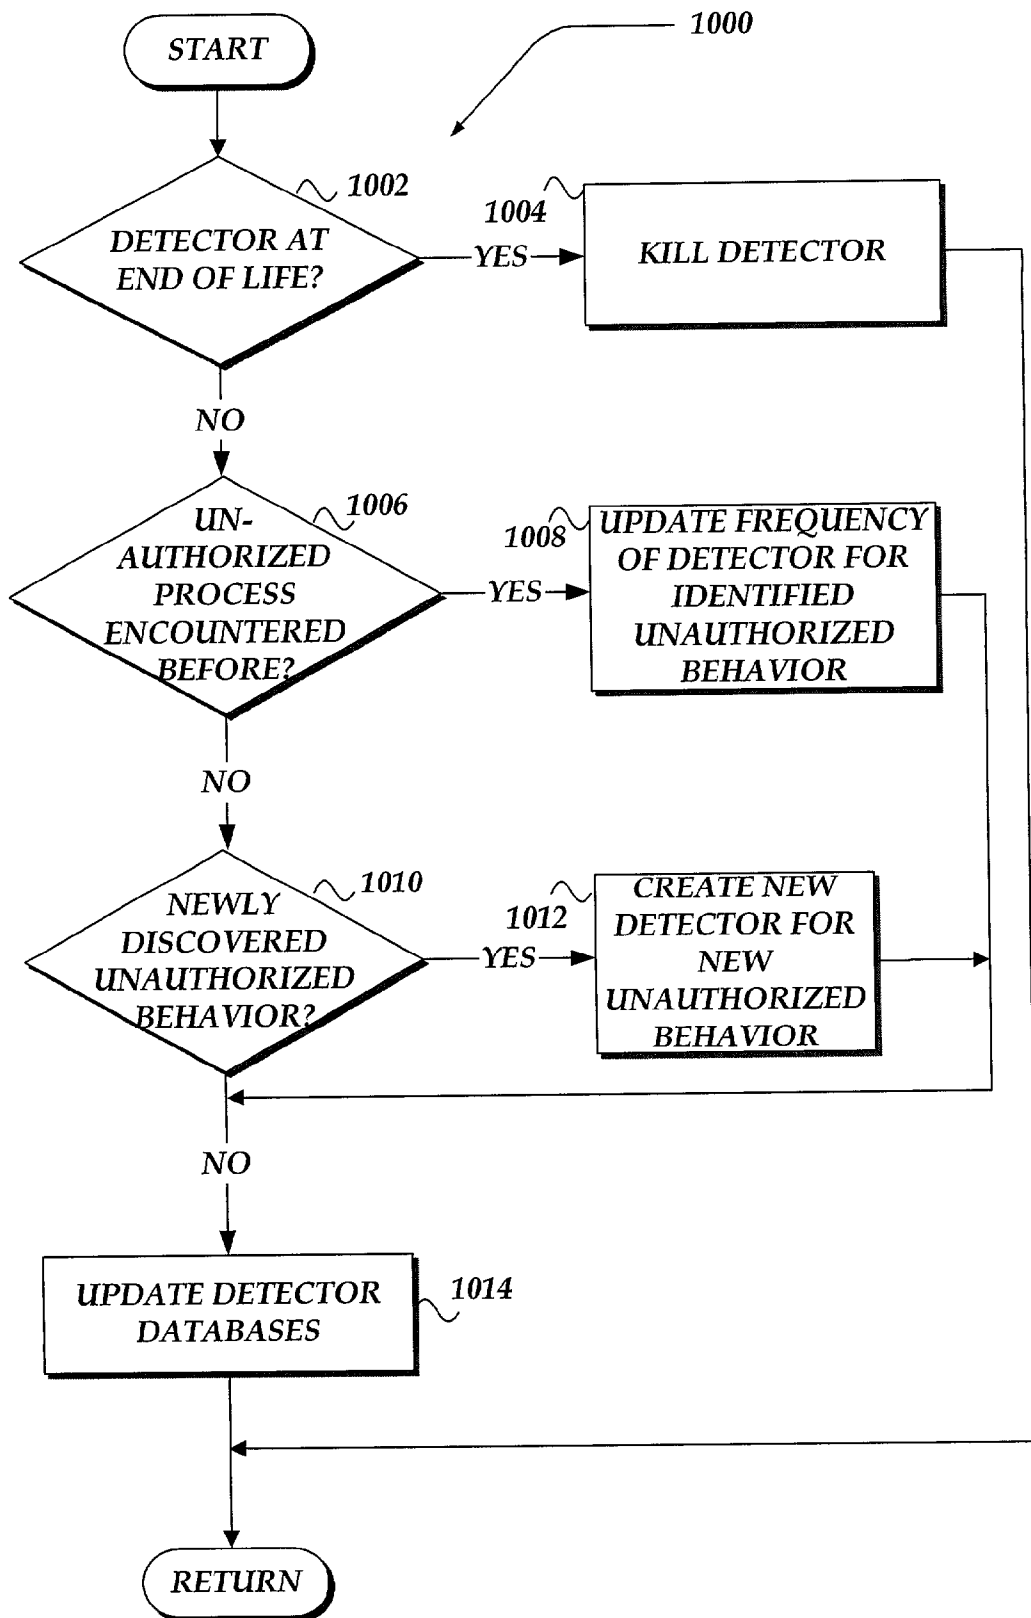 START
1000
1002
DETECTOR AT
END OF LIFE?
YES
1004
KILL DETECTOR
NO
1006
UN-
AUTHORIZED
PROCESS
ENCOUNTERED
BEFORE?
YES
1008
UPDATE FREQUENCY
OF DETECTOR FOR
IDENTIFIED
UNAUTHORIZED
BEHAVIOR
NO
1010
NEWLY
DISCOVERED
UNAUTHORIZED
BEHAVIOR?
YES
1012
CREATE NEW
DETECTOR FOR
NEW
UNAUTHORIZED
BEHAVIOR
NO
UPDATE DETECTOR
DATABASES
1014
RETURN